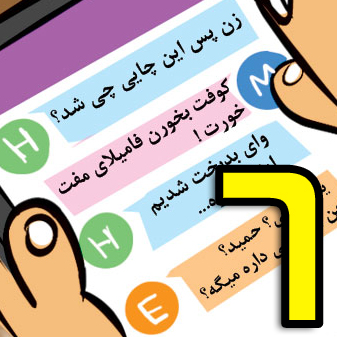 زن پس این چایی چی شد؟
H
کوفت بخورن فامیلای مفت
خورت !
M
وای بدبخت شدیم
H
؟ حمید؟
داره میگه؟
E